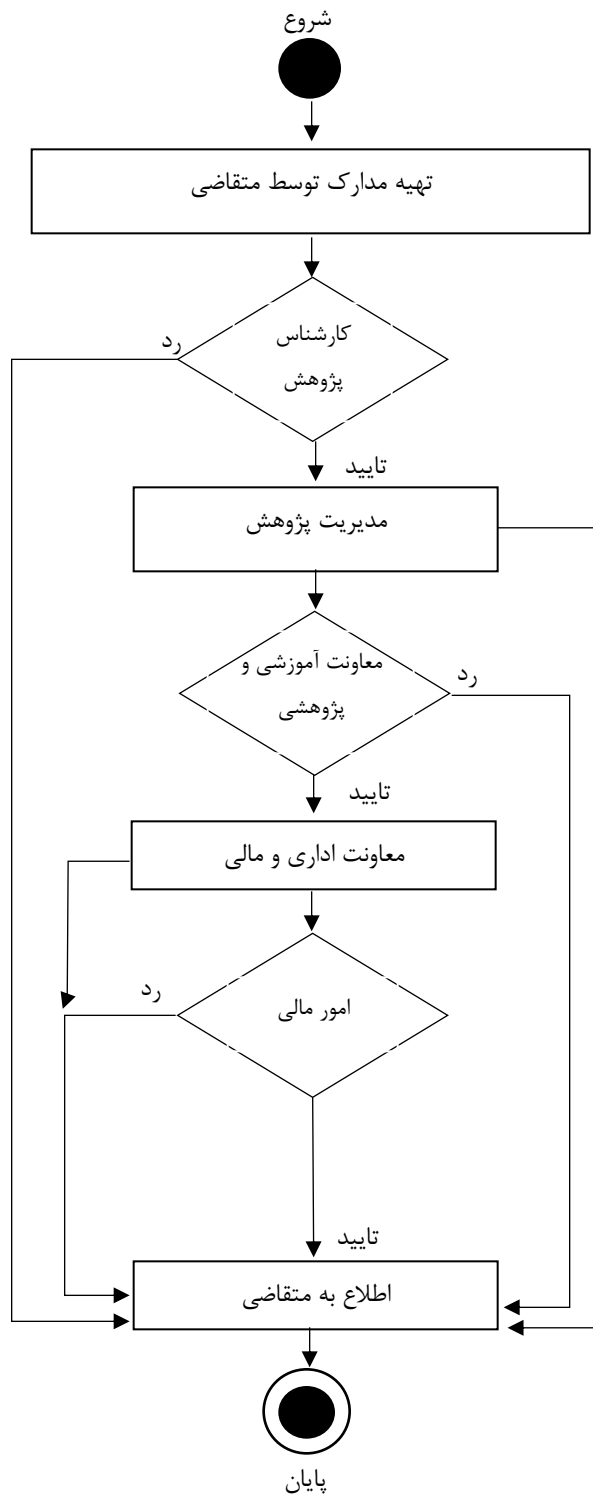 شروع
تهیه مدارک توسط متقاضی
کارشناس
پژوهش
رد
تایید
مدیریت پژوهش
معاونت آموزشی و
پژوهشی
رد
تایید
معاونت اداری و مالی
امور مالی
رد
تایید
اطلاع به متقاضی
پایان